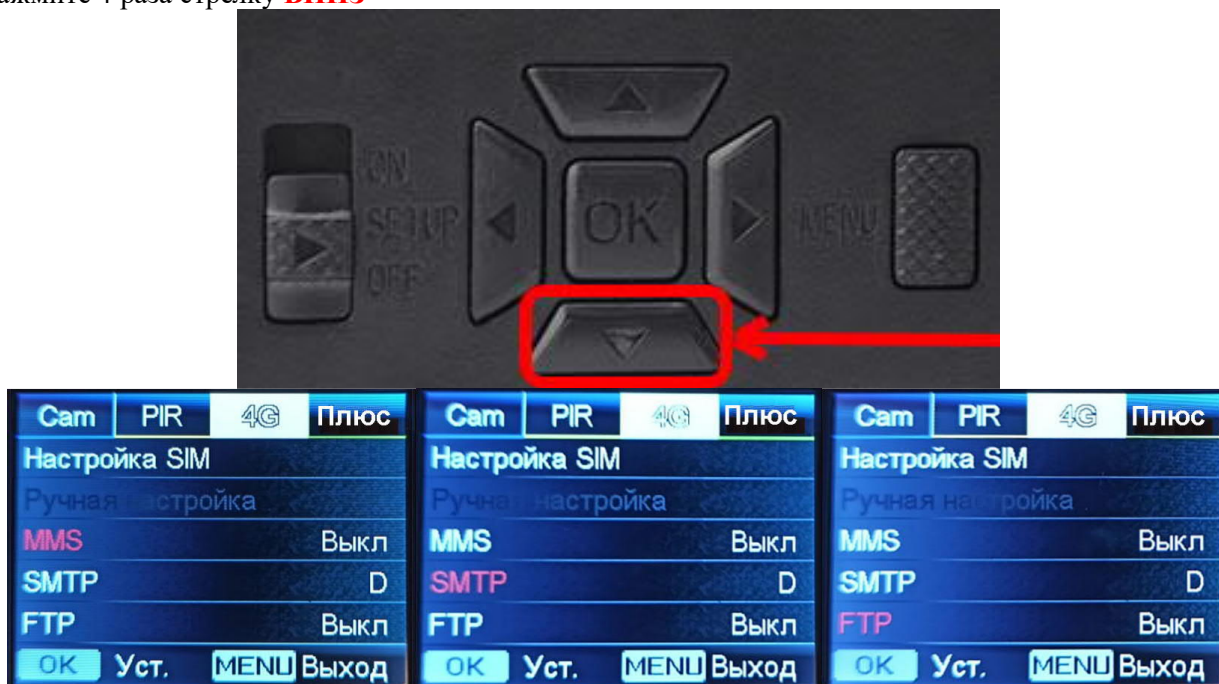 4 раза стрелку ВНИЗ
ON
SETUP
OFF
OK
MENU
Cam PIR 4G Плюс
Настройка SIM
Ручная настройка
MMS Выкл
SMTP D
FTP Выкл
OK Уст. MENU Выход
Cam PIR 4G Плюс
Настройка SIM
Ручная настройка
MMS Выкл
SMTP D
FTP Выкл
OK Уст. MENU Выход
Cam PIR 4G Плюс
Настройка SIM
Ручная настройка
MMS Выкл
SMTP D
FTP Выкл
OK Уст. MENU Выход